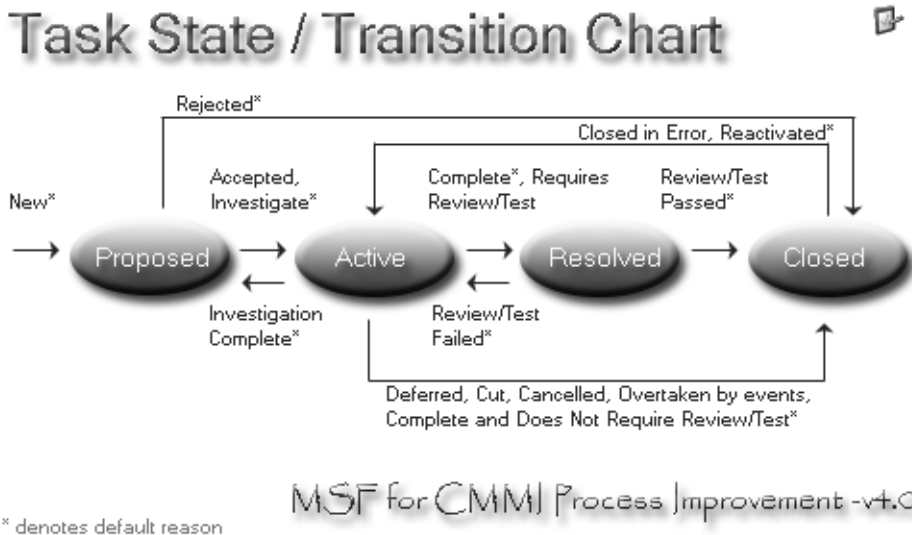 Task State / Transition Chart
Rejected*
Closed in Error, Reactivated*
New*
Accepted,
Investigate*
Complete*, Requires
Review/Test
Review/Test
Passed*
Proposed
Active
Resolved
Closed
Investigation
Complete*
Review/Test
Failed*
Deferred, Cut, Cancelled, Overtaken by events,
Complete and Does Not Require Review/Test*
MSF for CMMI Process Improvement -v4.0
* denotes default reason